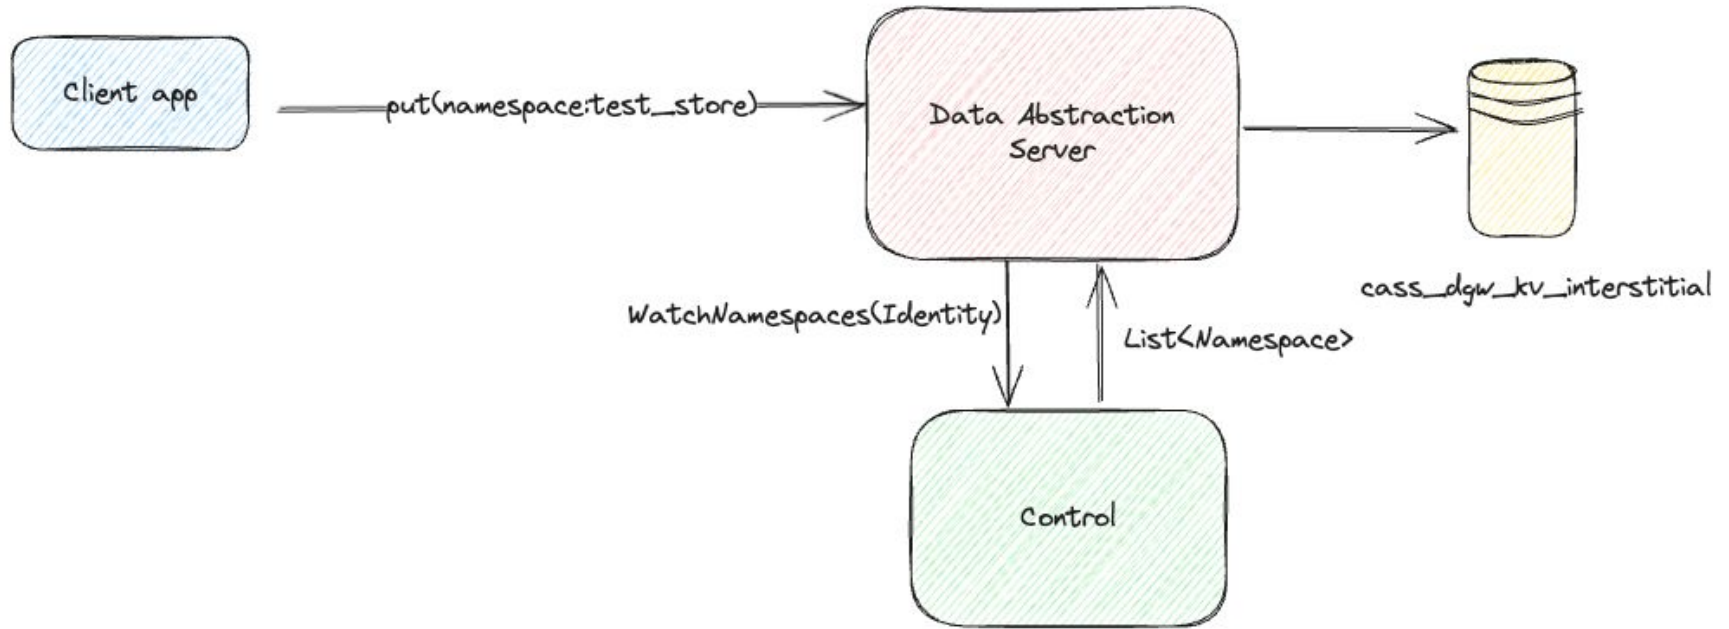 Client app
put(namespace:test_store)
Data Abstraction
Server
cass_dgw_kv_interstitial
WatchNamespaces(Identity)
List<Namespace>
Control